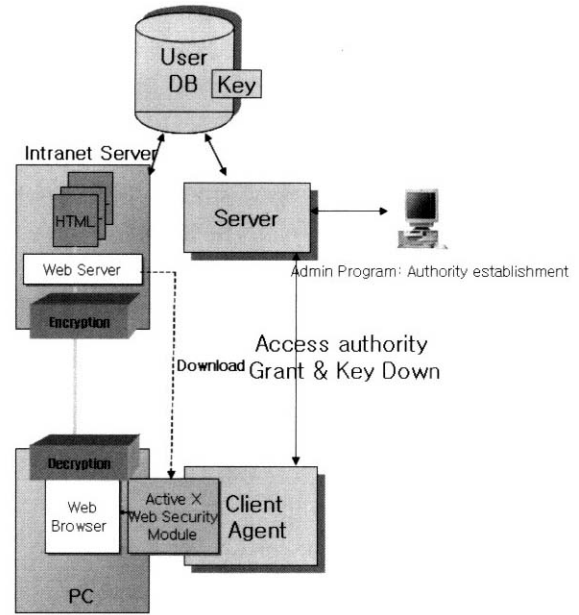 User
DB
Key
Intranet Server
HTML
Web Server
Encryption
Server
Admin Program: Authority establishment
Download
Access authority
Grant & Key Down
Decryption
Web
Browser
Active X
Web Security
Module
Client
Agent
PC